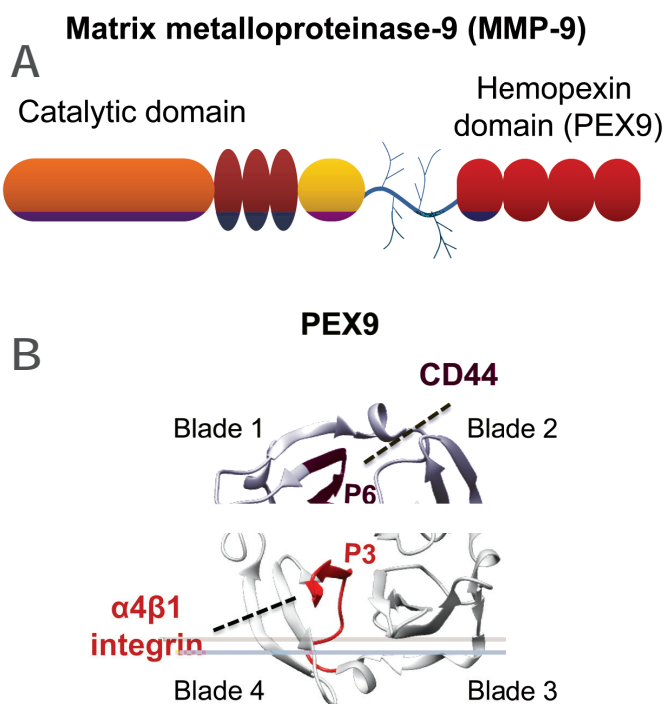 Matrix metalloproteinase-9 (MMP-9)
A
Catalytic domain
Hemopexin
domain (PEX9)
PEX9
B
CD44
Blade 1
Blade 2
P6
P3
α4β1
integrin
Blade 4
Blade 3